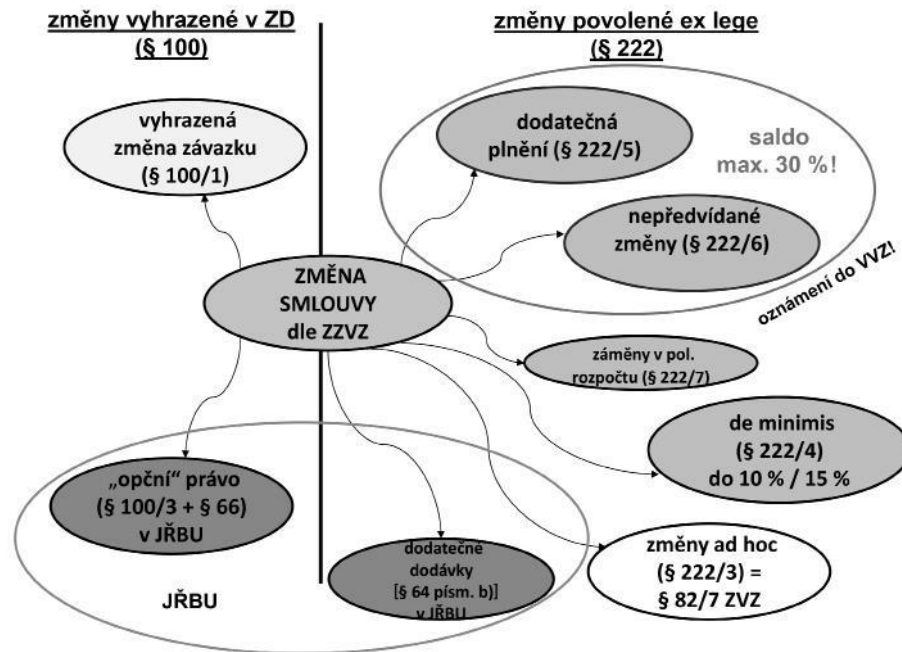 změny vyhrazené v ZD
(§ 100)
změny povolené ex lege
(§ 222)
vyhrazená
změna závazku
(§ 100/1)
dodatečná
plnění (§ 222/5)
saldo
max. 30 %!
nepředvídané
změny (§ 222/6)
oznámení do VVZ!
ZMĚNA
SMLOUVY
dle ZZVZ
záměny v pol.
rozpočtu (§ 222/7)
de minimis
(§ 222/4)
do 10 % / 15 %
„opční“ právo
(§ 100/3 + § 66)
v JŘBU
dodatečné
dodávky
[§ 64 písm. b)]
v JŘBU
změny ad hoc
(§ 222/3) =
§ 82/7 ZVZ
JŘBU